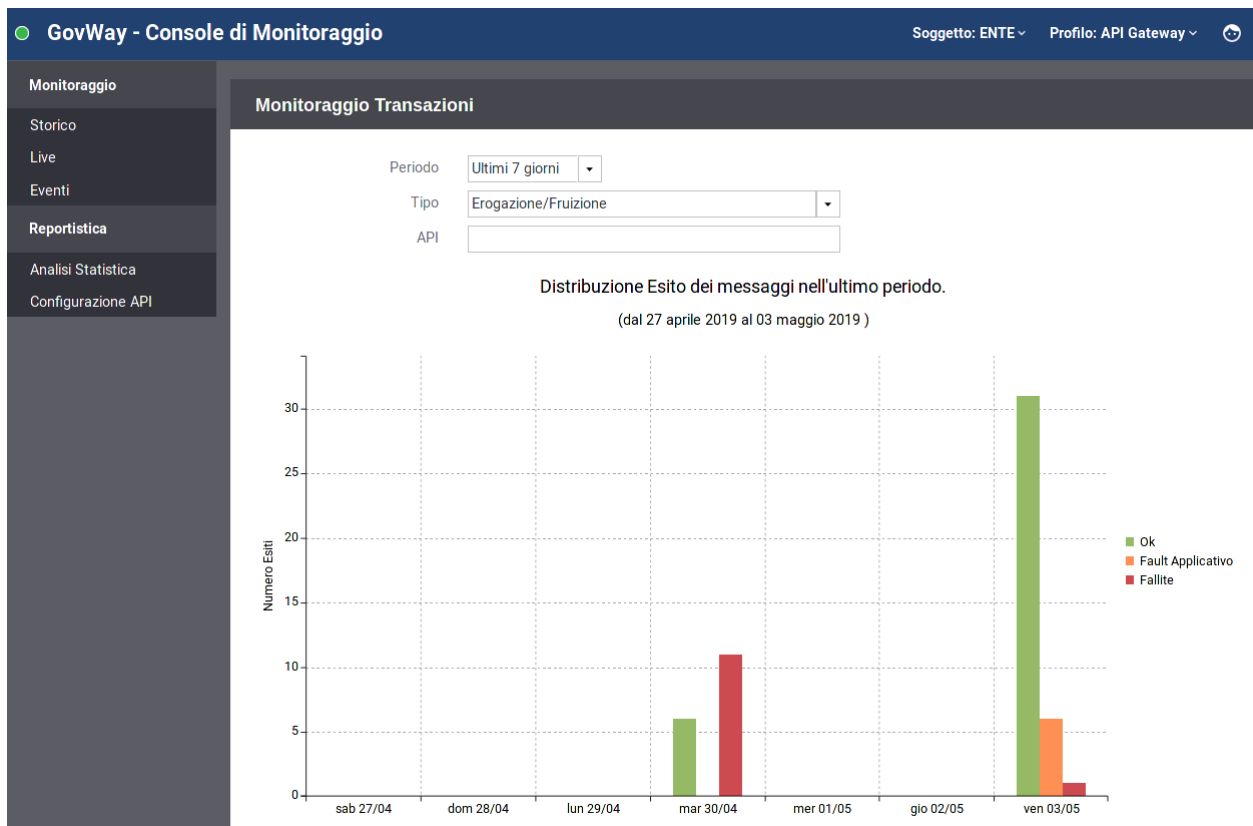 GovWay - Console di Monitoraggio
Soggetto: ENTE
Profilo: API Gateway
Monitoraggio
Storico
Live
Eventi
Reportistica
Analisi Statistica
Configurazione API
Monitoraggio Transazioni
Periodo
Ultimi 7 giorni
Tipo
Erogazione/Fruizione
API
Distribuzione Esito dei messaggi nell'ultimo periodo.
(dal 27 aprile 2019 al 03 maggio 2019 )
Numero Esiti
30
25
20
15
10
5
0
sab 27/04
dom 28/04
lun 29/04
mar 30/04
mer 01/05
gio 02/05
ven 03/05
Ok
Fault Applicativo
Fallite